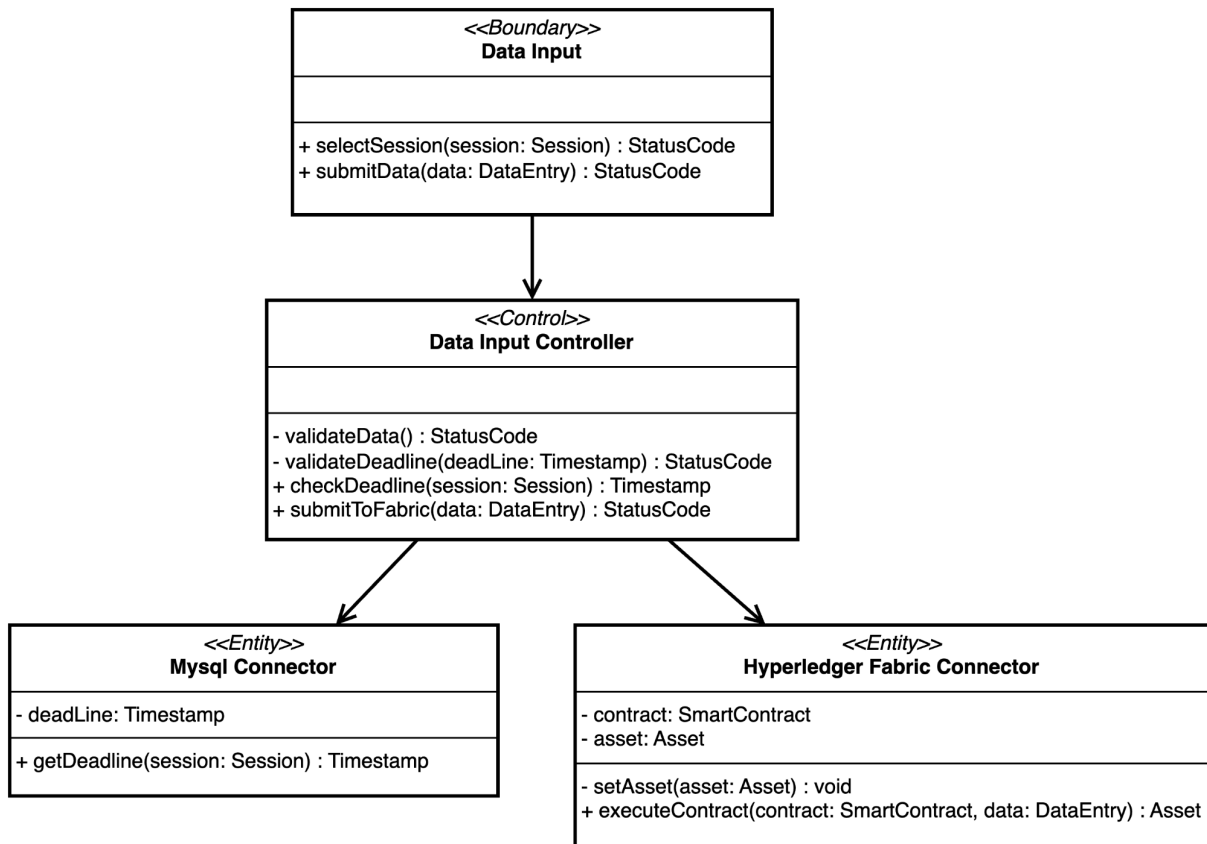 <<Boundary>>
Data Input
+ selectSession(session: Session) : StatusCode
+ submitData(data: DataEntry) : StatusCode
<<Control>>
Data Input Controller
- validateData() : StatusCode
- validateDeadline(deadLine: Timestamp) : StatusCode
+ checkDeadline(session: Session) : Timestamp
+ submitToFabric(data: DataEntry) : StatusCode
<<Entity>>
Mysql Connector
- deadLine: Timestamp
+ getDeadline(session: Session) : Timestamp
<<Entity>>
Hyperledger Fabric Connector
- contract: SmartContract
- asset: Asset
- setAsset(asset: Asset) : void
+ executeContract(contract: SmartContract, data: DataEntry) : Asset